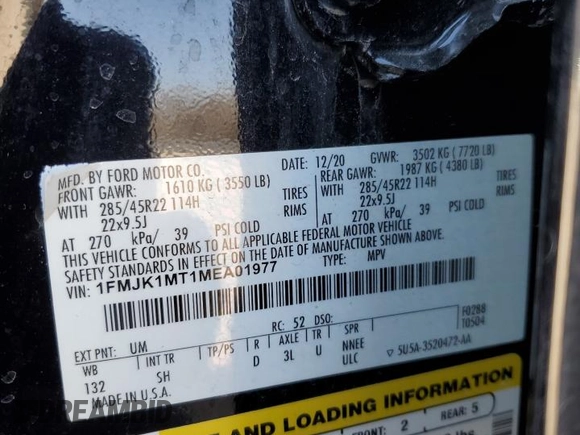 MFD. BY FORD MOTOR CO. DATE: 12/20 GVWR: 3502 KG ( 7720 LB)
FRONT GAWR: 1610 KG ( 3550 LB) REAR GAWR: 1987 KG ( 4380 LB)
WITH 285/45R22 114H TIRES 285/45R22 114H TIRES
22x9.5J RIMS 22x9.5J RIMS
AT 270 kPa/ 39 PSI COLD AT 270 kPa/ 39 PSI COLD
THIS VEHICLE CONFORMS TO ALL APPLICABLE FEDERAL MOTOR VEHICLE
SAFETY STANDARD IN EFFECT ON THE DATE OF MANUFACTURE SHOWN ABOVE.
VIN: 1FMJK1MT1MEA01977 TYPE: MPV
F0288
RC: 52 DSO: T0504
EXT PNT: UM
WB INT TR TP/PS R AXLE TR SPR
132 SH D 3L U NNEE
ULC ▽ 5U5A-3520472-AA
MADE IN U.S.A.
AND LOADING INFORMATION
FRONT: 2 REAR: 5